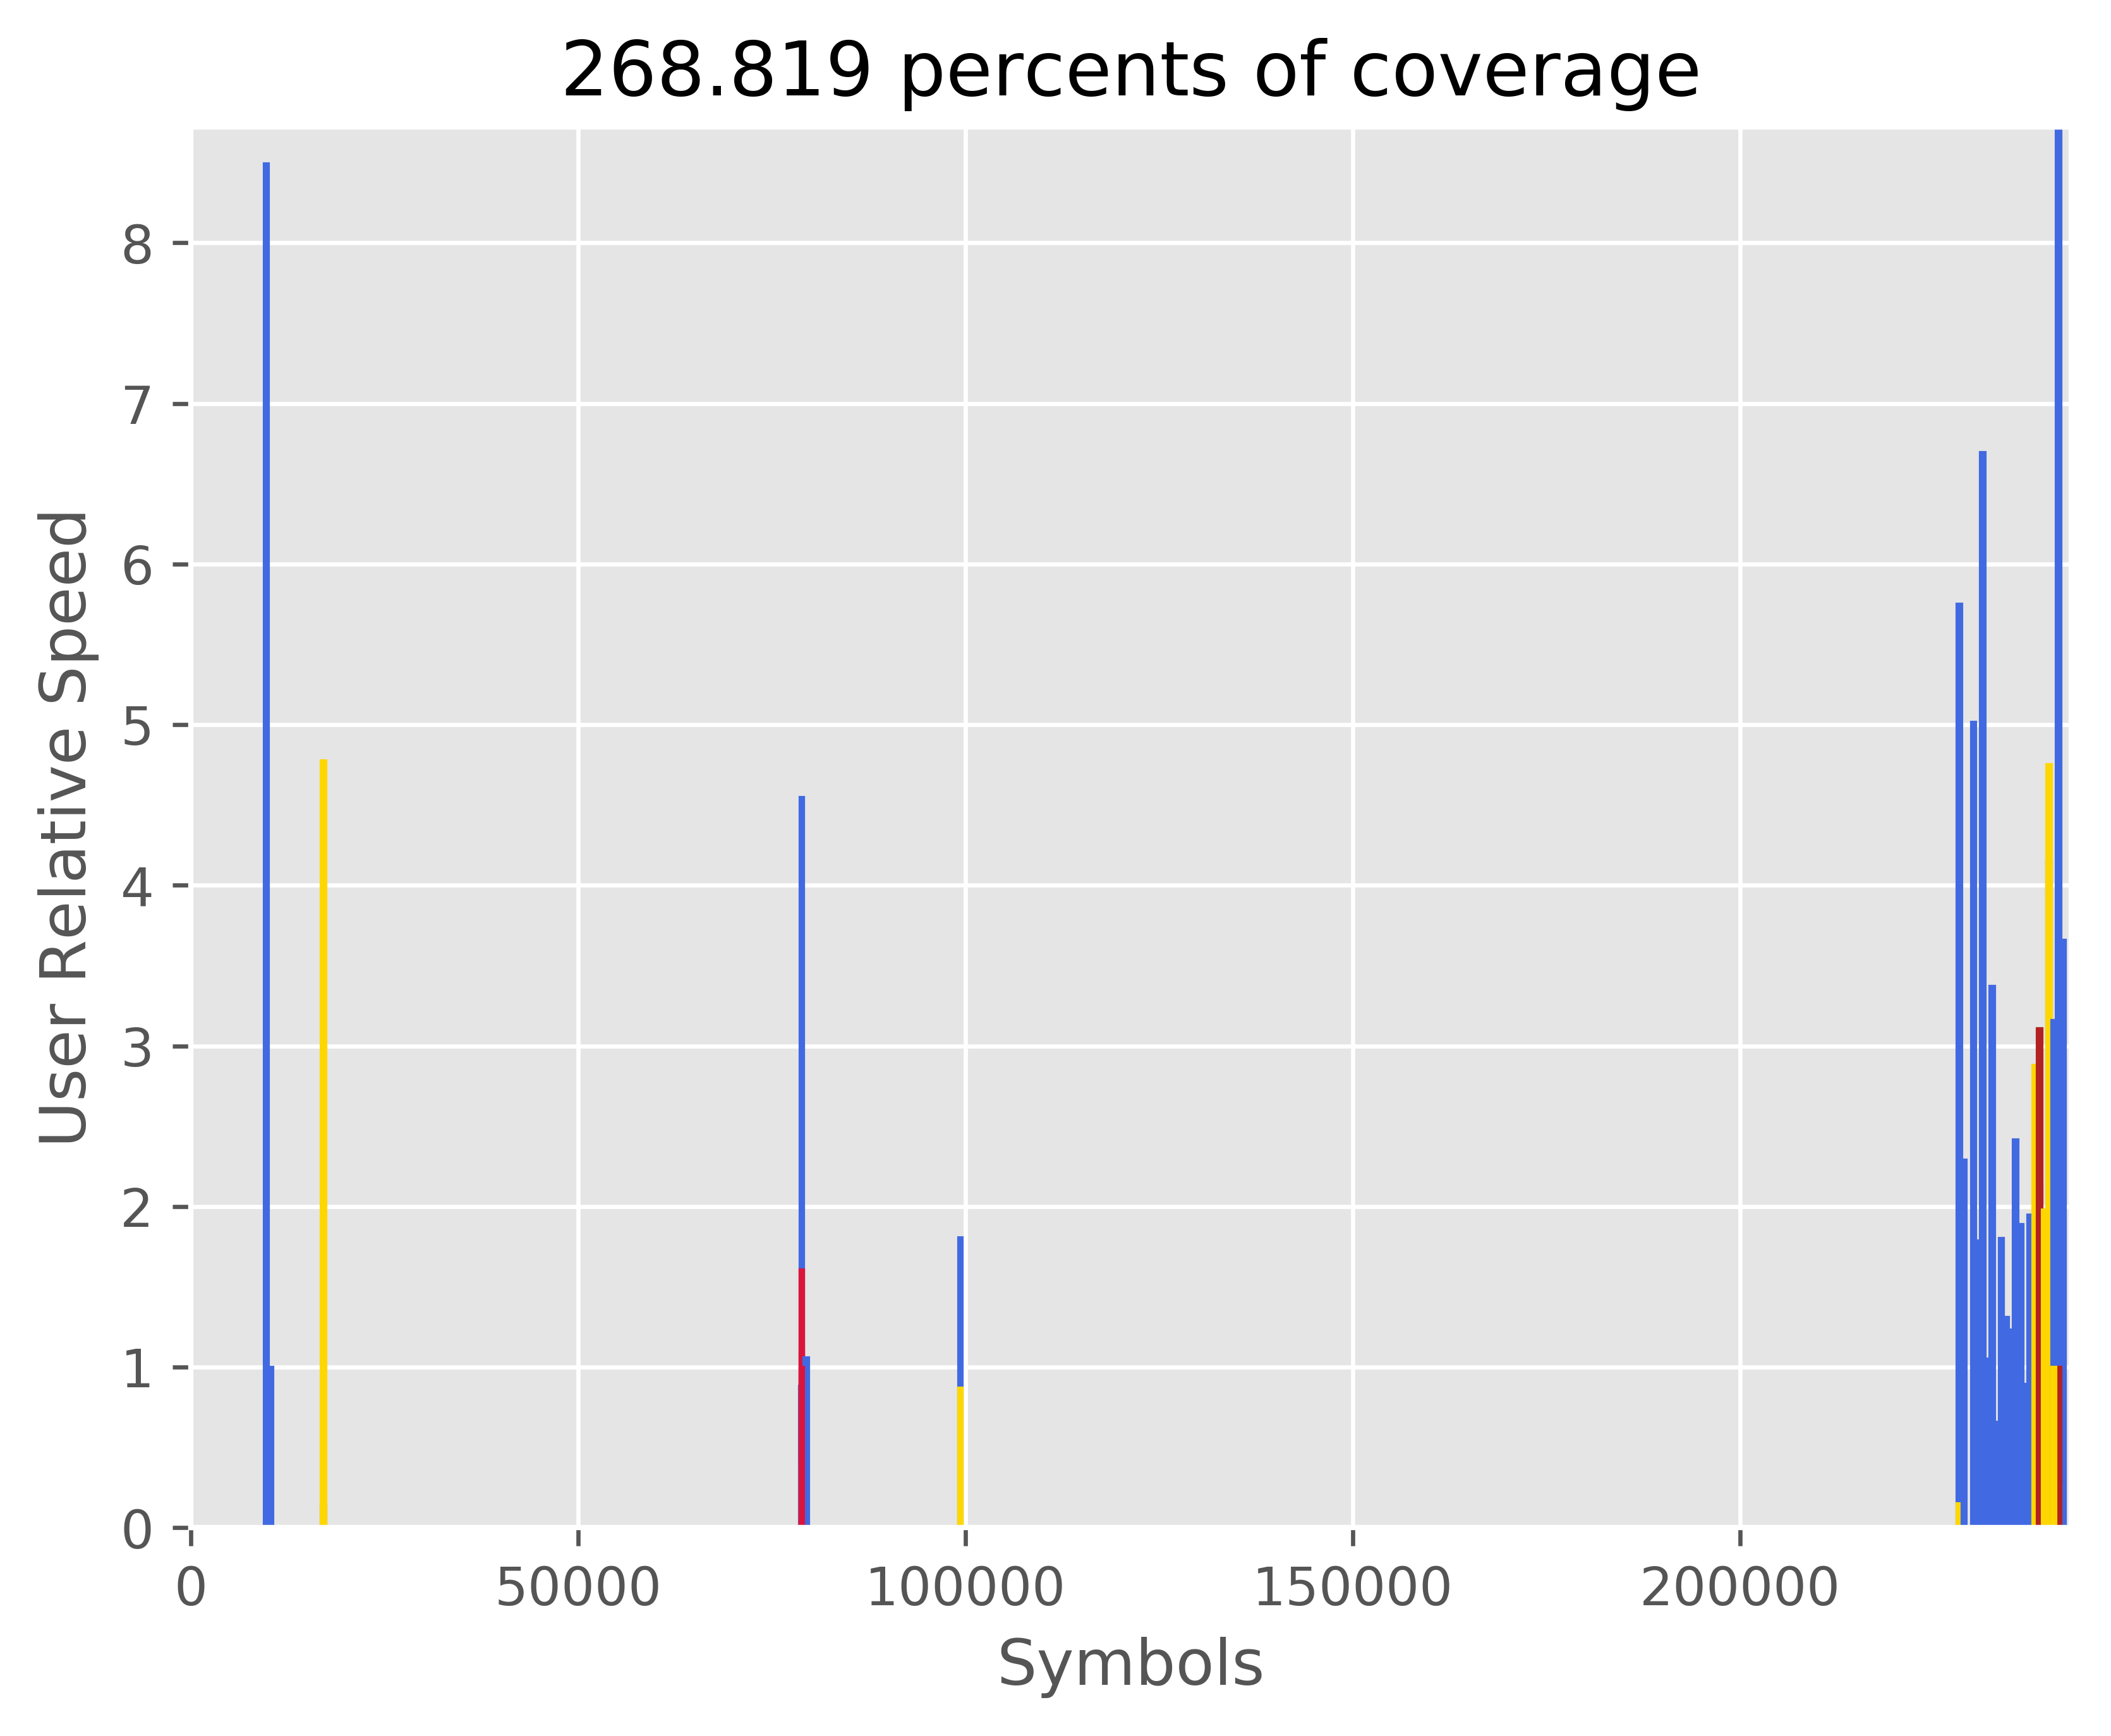 268.819 percents of coverage
User Relative Speed
8
7
6
5
4
3
2
1
0
0 50000 100000 150000 200000
Symbols